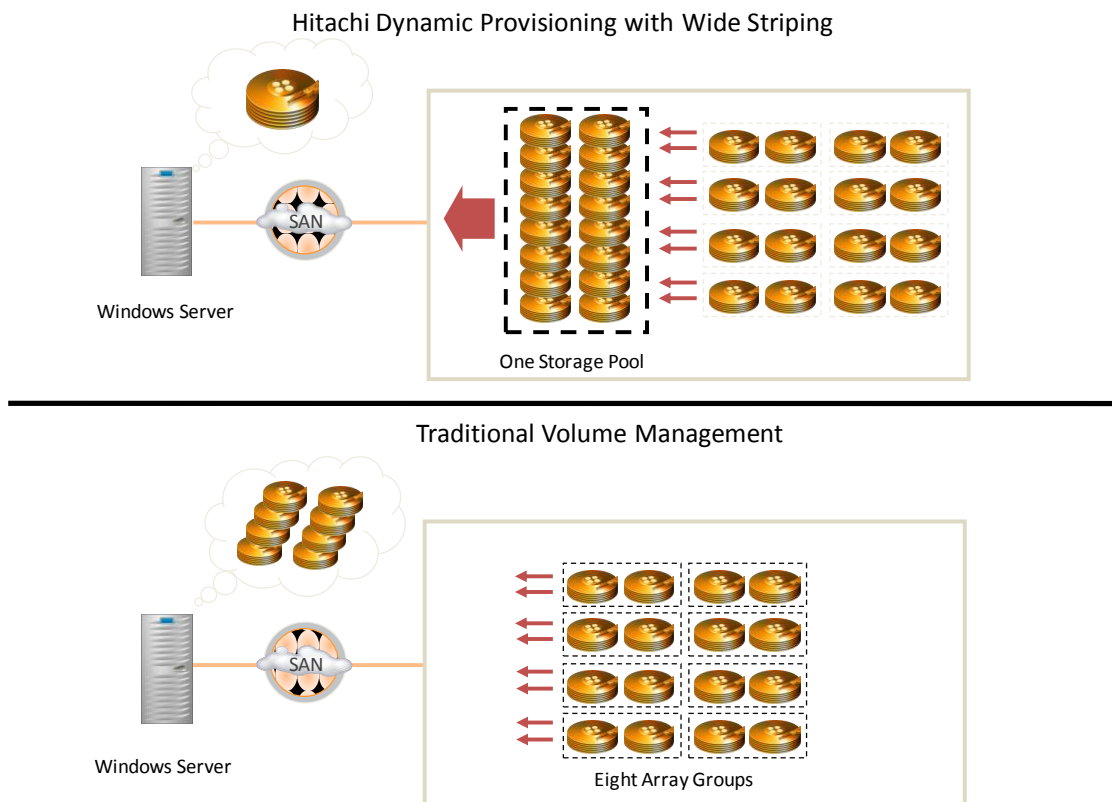 Hitachi Dynamic Provisioning with Wide Striping
SAN
Windows Server
One Storage Pool
Traditional Volume Management
SAN
Windows Server
Eight Array Groups